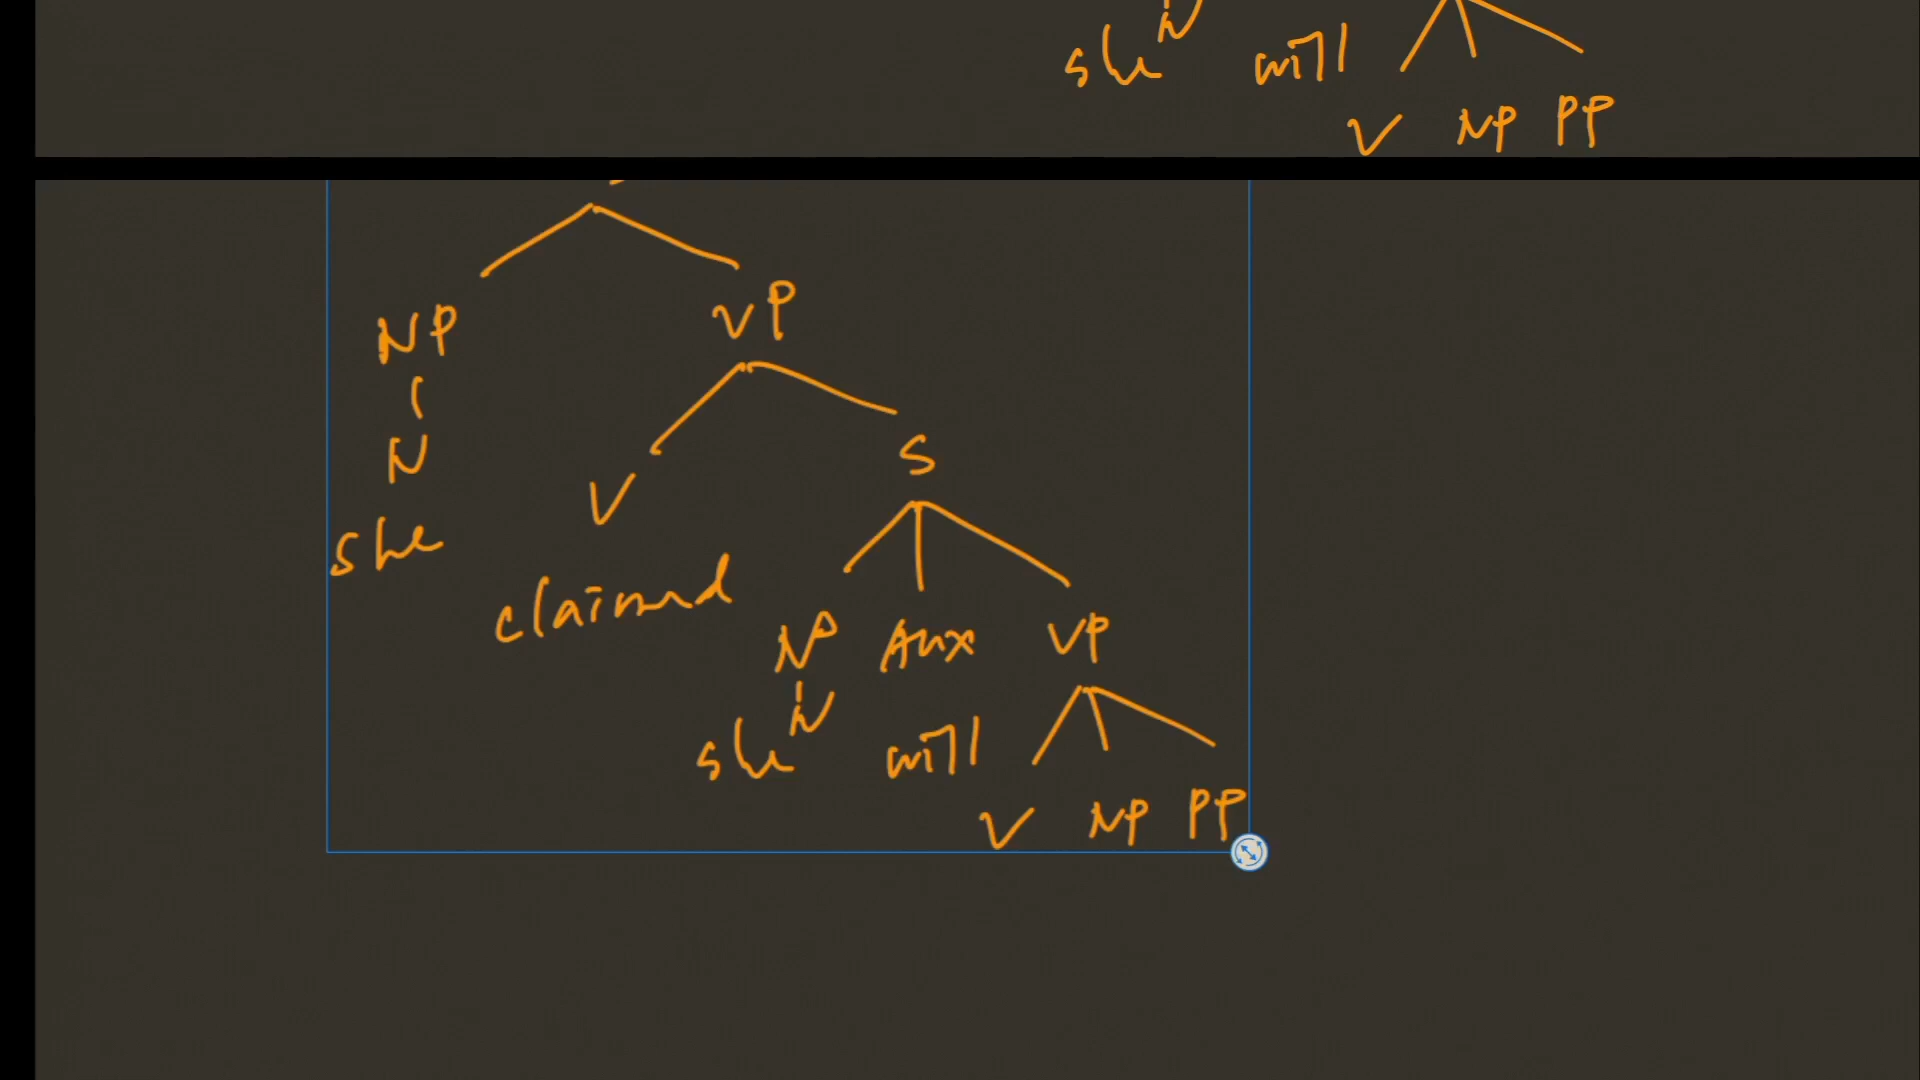 she N will
V NP PP
NP VP
N
V S
she
claimed
NP Aux VP
N
she will
V NP PP